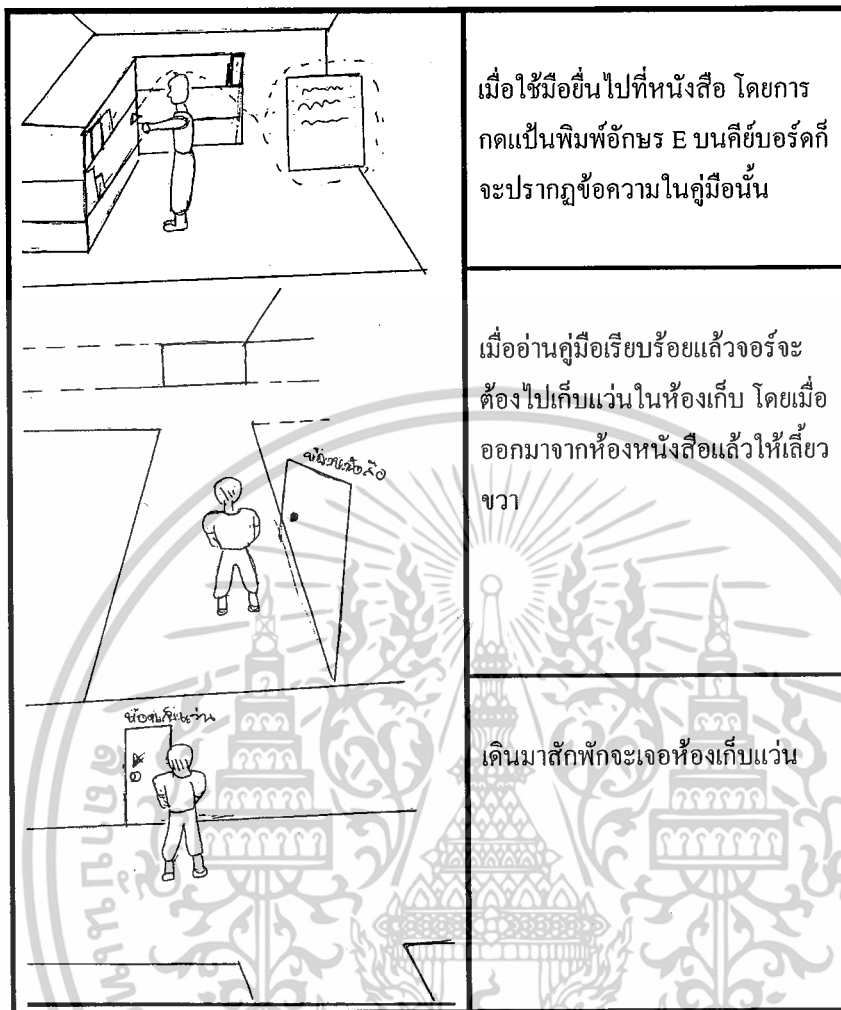 เมื่อใช้มือยื่นไปที่หนังสือ โดยการ
กดแป้นพิมพ์อักษร E บนคีย์บอร์ดก็
จะปรากฏข้อความในคู่มือนั้น
เมื่ออ่านคู่มือเรียบร้อยแล้วจอร์จะ
ต้องไปเก็บแว่นในห้องเก็บ โดยเมื่อ
ออกมาจากห้องหนังสือแล้วให้เลี้ยว
ขวา
ห้องเก็บแว่น
เดินมาสักพักจะเจอห้องเก็บแว่น